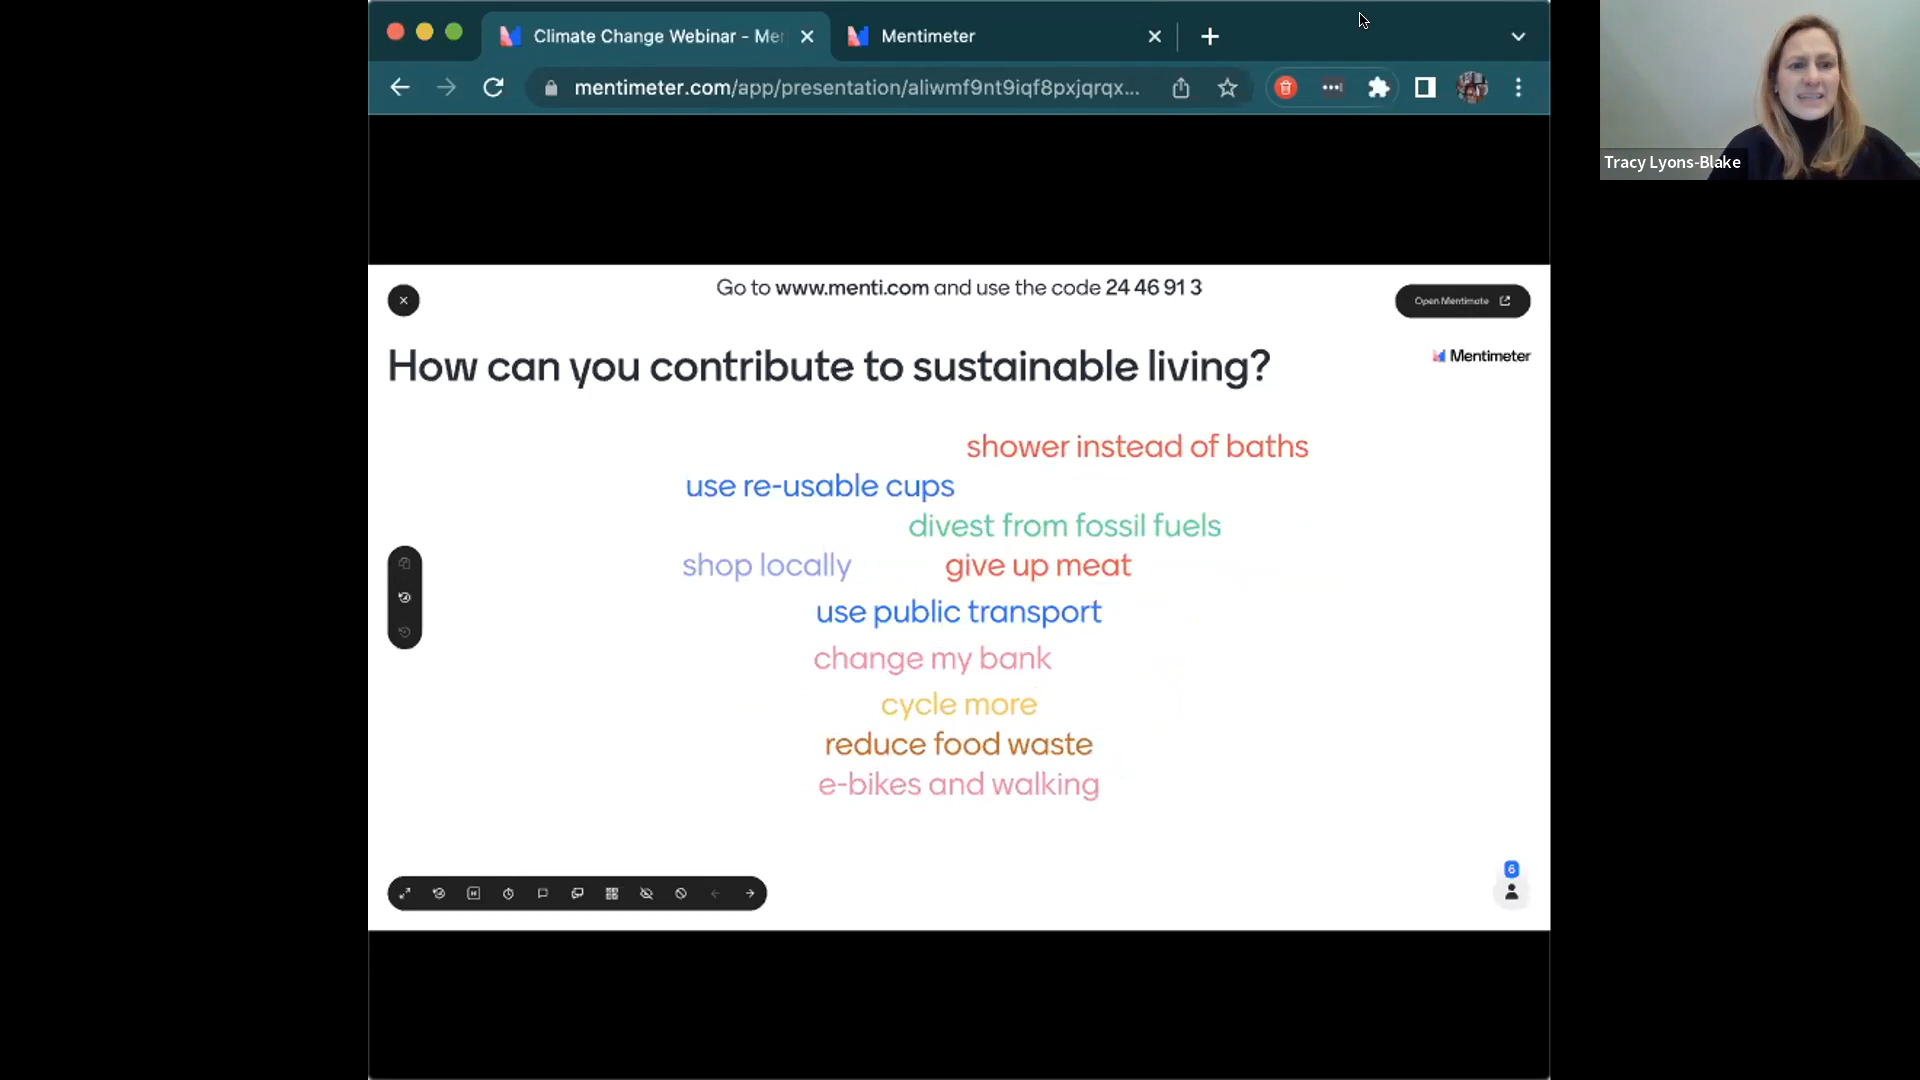 Climate Change Webinar - Mer
Mentimeter
mentimeter.com/app/presentation/aliwmf9nt9iqf8pxjqrqx...
Tracy Lyons-Blake
Go to www.menti.com and use the code 24 46 91 3
Open Mentimote
How can you contribute to sustainable living?
Mentimeter
shower instead of baths
use re-usable cups
divest from fossil fuels
shop locally give up meat
use public transport
change my bank
cycle more
reduce food waste
e-bikes and walking
6